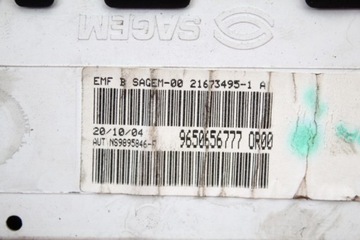 SAGEM
EMF B SAGEM-00 21673495-1 A
20/10/04
9650656777 0R00
AUT:NS9895846-F